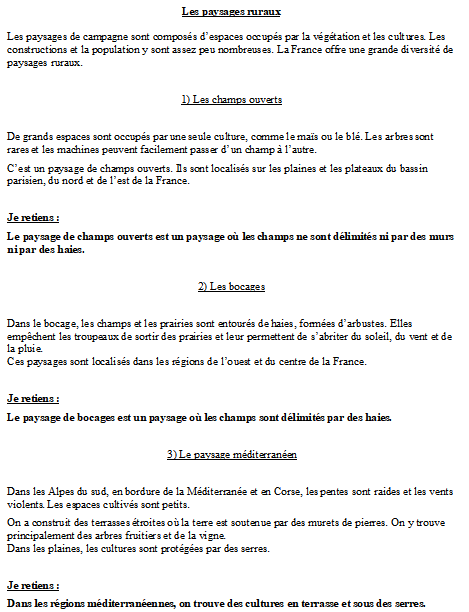 Les paysages ruraux
Les paysages de campagne sont composés d'espaces occupés par la végétation et les cultures. Les
constructions et la population y sont assez peu nombreuses. La France offre une grande diversité de
paysages ruraux.
1) Les champs ouverts
De grands espaces sont occupés par une seule culture, comme le maïs ou le blé. Les arbres sont
rares et les machines peuvent facilement passer d'un champ à l'autre.
C'est un paysage de champs ouverts. Ils sont localisés sur les plaines et les plateaux du bassin
parisien, du nord et de l'est de la France.
Je retiens :
Le paysage de champs ouverts est un paysage où les champs ne sont délimités ni par des murs
ni par des haies.
2) Les bocages
Dans le bocage, les champs et les prairies sont entourés de haies, formées d'arbustes. Elles
empêchent les troupeaux de sortir des prairies et leur permettent de s'abriter du soleil, du vent et de
la pluie.
Ces paysages sont localisés dans les régions de l'ouest et du centre de la France.
Je retiens :
Le paysage de bocages est un paysage où les champs sont délimités par des haies.
3) Le paysage méditerranéen
Dans les Alpes du sud, en bordure de la Méditerranée et en Corse, les pentes sont raides et les vents
violents. Les espaces cultivés sont petits.
On a construit des terrasses étroites où la terre est soutenue par des murets de pierres. On y trouve
principalement des arbres fruitiers et de la vigne.
Dans les plaines, les cultures sont protégées par des serres.
Je retiens :
Dans les régions méditerranéennes, on trouve des cultures en terrasse et sous des serres.